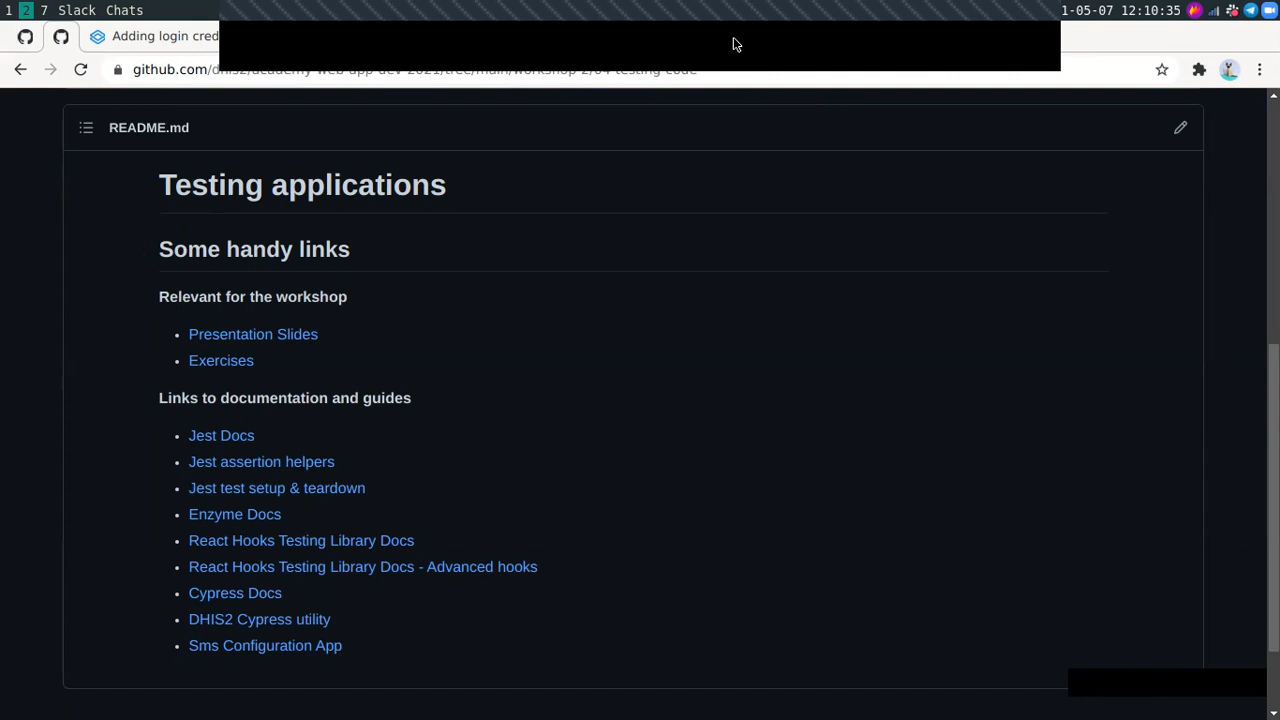 1 2 7 Slack Chats
1-05-07 12:10:35
Adding login cred
github.com/dhis2/academy-web-app-dev-2021/tree/main/workshop-2/04-testing-code
README.md
Testing applications
Some handy links
Relevant for the workshop
Presentation Slides
Exercises
Links to documentation and guides
Jest Docs
Jest assertion helpers
Jest test setup & teardown
Enzyme Docs
React Hooks Testing Library Docs
React Hooks Testing Library Docs - Advanced hooks
Cypress Docs
DHIS2 Cypress utility
Sms Configuration App